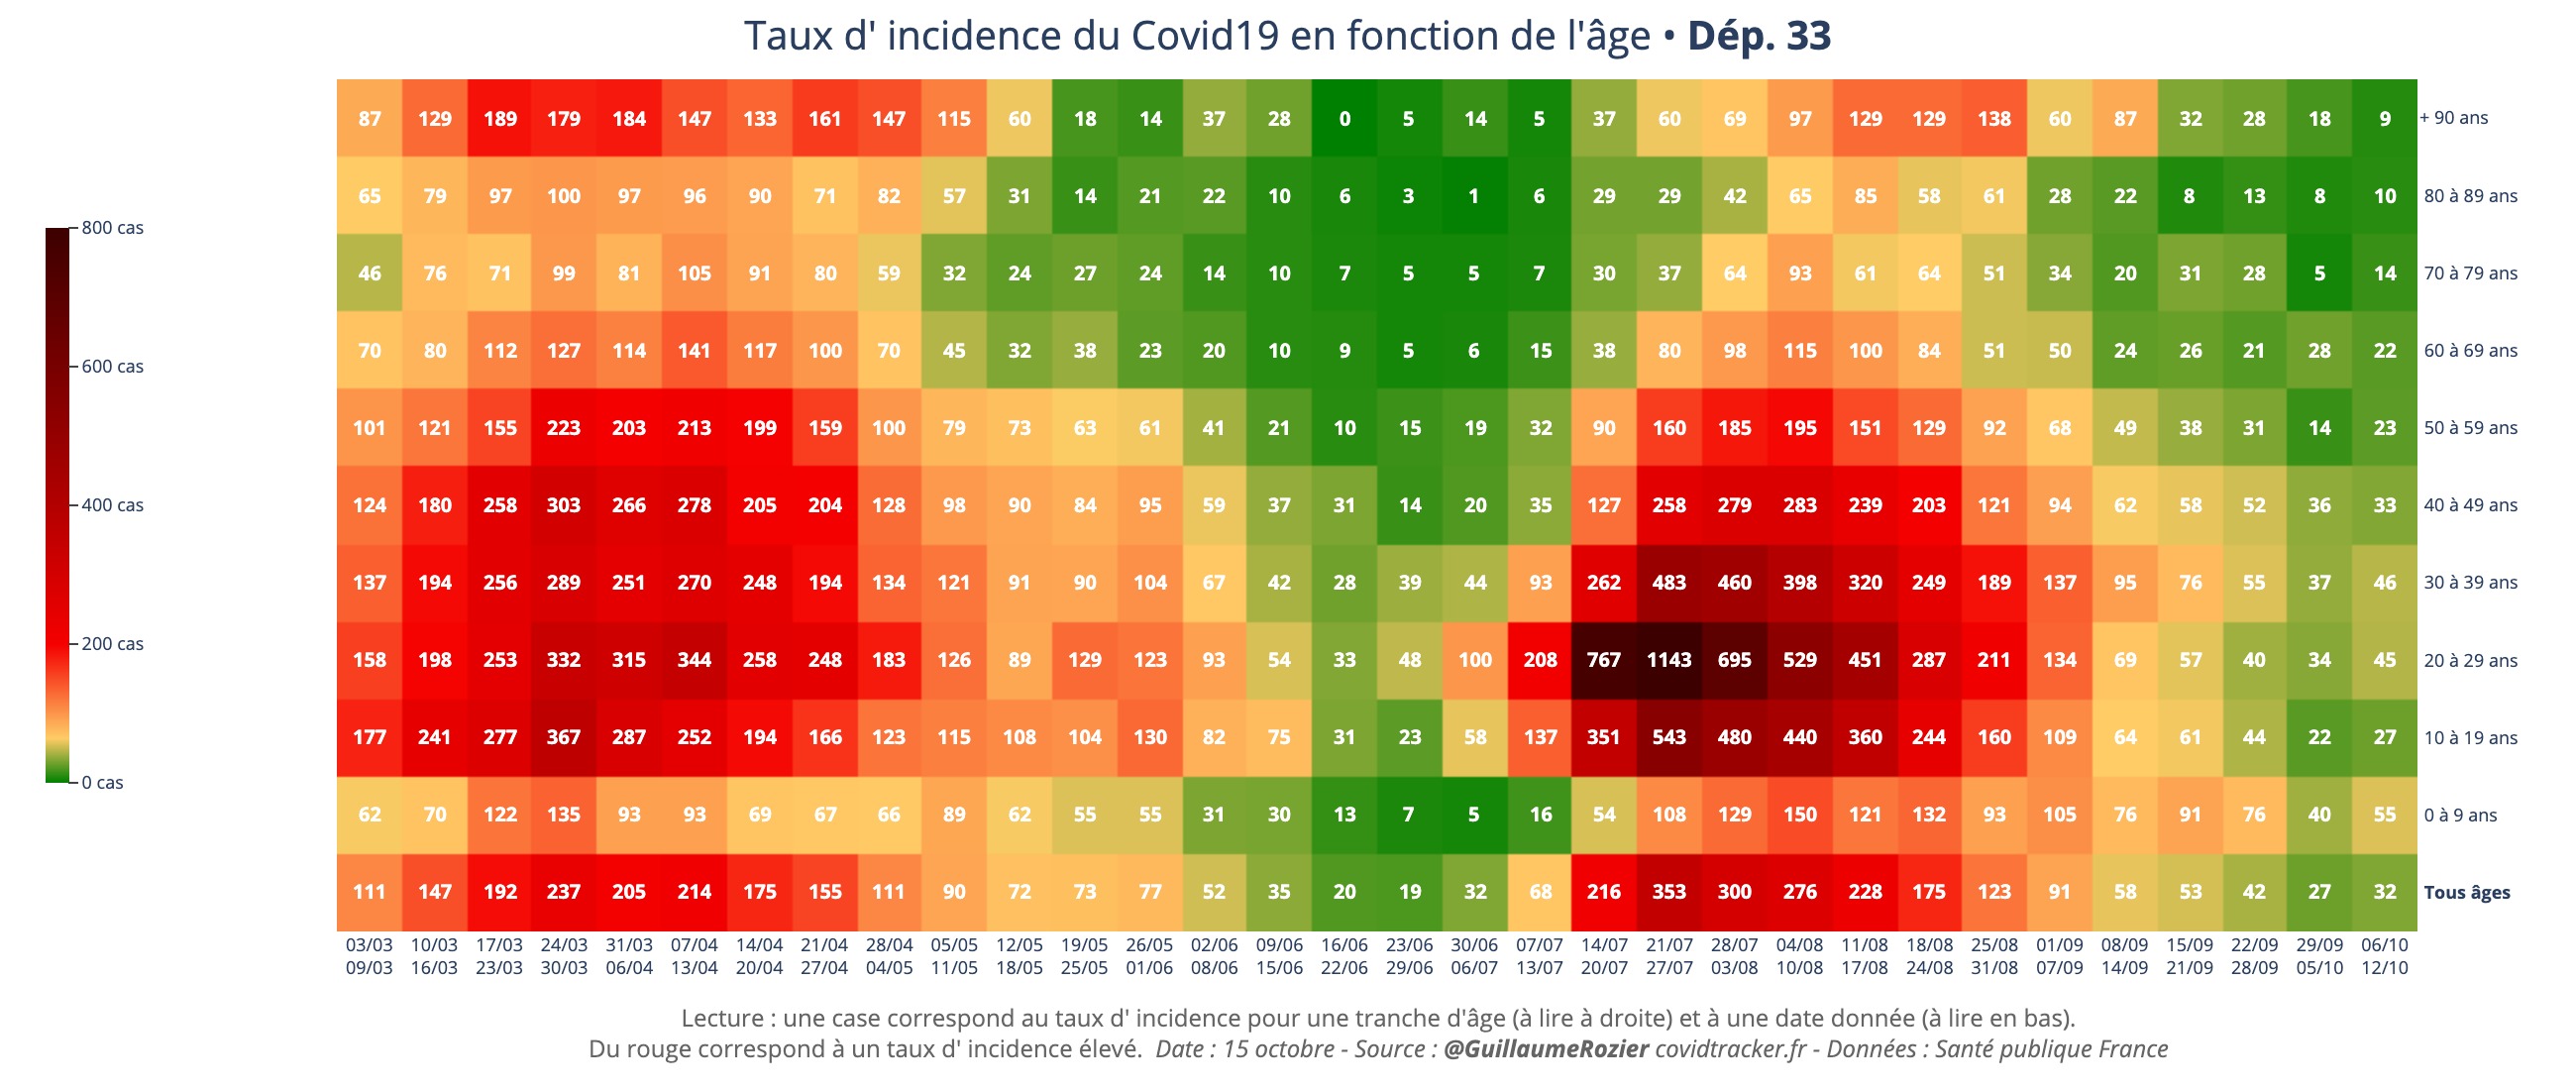 Taux d' incidence du Covid19 en fonction de l'âge • Dép. 33
87 129 189 179 184 147 133 161 147 115 60 18 14 37 28 0 5 14 5 37 60 69 97 129 129 138 60 87 32 28 18 9 + 90 ans
65 79 97 100 97 96 90 71 82 57 31 14 21 22 10 6 3 1 6 29 29 42 65 85 58 61 28 22 8 13 8 10 80 à 89 ans
46 76 71 99 81 105 91 80 59 32 24 27 24 14 10 7 5 5 7 30 37 64 93 61 64 51 34 20 31 28 5 14 70 à 79 ans
70 80 112 127 114 141 117 100 70 45 32 38 23 20 10 9 5 6 15 38 80 98 115 100 84 51 50 24 26 21 28 22 60 à 69 ans
101 121 155 223 203 213 199 159 100 79 73 63 61 41 21 10 15 19 32 90 160 185 195 151 129 92 68 49 38 31 14 23 50 à 59 ans
124 180 258 303 266 278 205 204 128 98 90 84 95 59 37 31 14 20 35 127 258 279 283 239 203 121 94 62 58 52 36 33 40 à 49 ans
137 194 256 289 251 270 248 194 134 121 91 90 104 67 42 28 39 44 93 262 483 460 398 320 249 189 137 95 76 55 37 46 30 à 39 ans
158 198 253 332 315 344 258 248 183 126 89 129 123 93 54 33 48 100 208 767 1143 695 529 451 287 211 134 69 57 40 34 45 20 à 29 ans
177 241 277 367 287 252 194 166 123 115 108 104 130 82 75 31 23 58 137 351 543 480 440 360 244 160 109 64 61 44 22 27 10 à 19 ans
62 70 122 135 93 93 69 67 66 89 62 55 55 31 30 13 7 5 16 54 108 129 150 121 132 93 105 76 91 76 40 55 0 à 9 ans
111 147 192 237 205 214 175 155 111 90 72 73 77 52 35 20 19 32 68 216 353 300 276 228 175 123 91 58 53 42 27 32 Tous âges
03/03 10/03 17/03 24/03 31/03 07/04 14/04 21/04 28/04 05/05 12/05 19/05 26/05 02/06 09/06 16/06 23/06 30/06 07/07 14/07 21/07 28/07 04/08 11/08 18/08 25/08 01/09 08/09 15/09 22/09 29/09 06/10
09/03 16/03 23/03 30/03 06/04 13/04 20/04 27/04 04/05 11/05 18/05 25/05 01/06 08/06 15/06 22/06 29/06 06/07 13/07 20/07 27/07 03/08 10/08 17/08 24/08 31/08 07/09 14/09 21/09 28/09 05/10 12/10
800 cas
600 cas
400 cas
200 cas
0 cas
Lecture : une case correspond au taux d' incidence pour une tranche d'âge (à lire à droite) et à une date donnée (à lire en bas).
Du rouge correspond à un taux d' incidence élevé. Date : 15 octobre - Source : @GuillaumeRozier covidtracker.fr - Données : Santé publique France